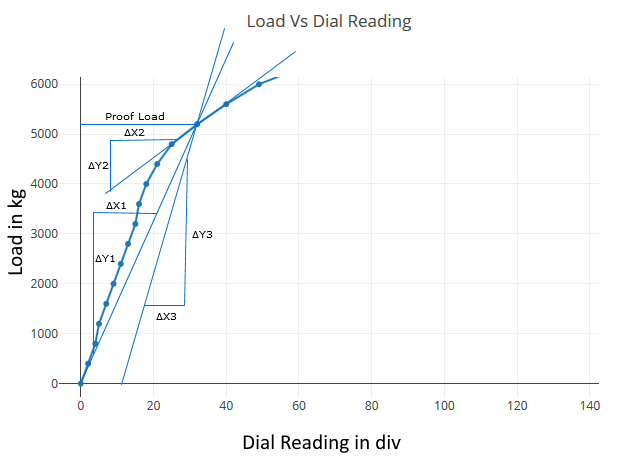 Load Vs Dial Reading
6000
Proof Load
5000
ΔX2
ΔY2
4000
ΔX1
3000
ΔY3
ΔY1
2000
ΔX3
1000
0
0 20 40 60 80 100 120 140
Load in kg
Dial Reading in div